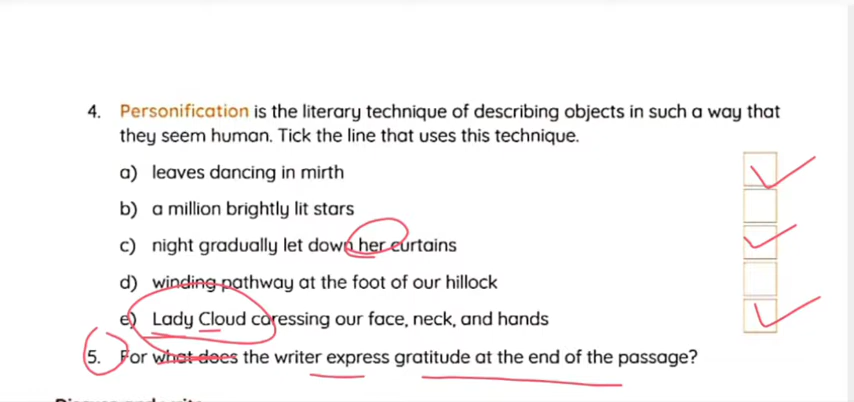 4. Personification is the literary technique of describing objects in such a way that
they seem human. Tick the line that uses this technique.
a) leaves dancing in mirth
b) a million brightly lit stars
c) night gradually let down her curtains
d) winding pathway at the foot of our hillock
e) Lady Cloud caressing our face, neck, and hands
5. For what does the writer express gratitude at the end of the passage?